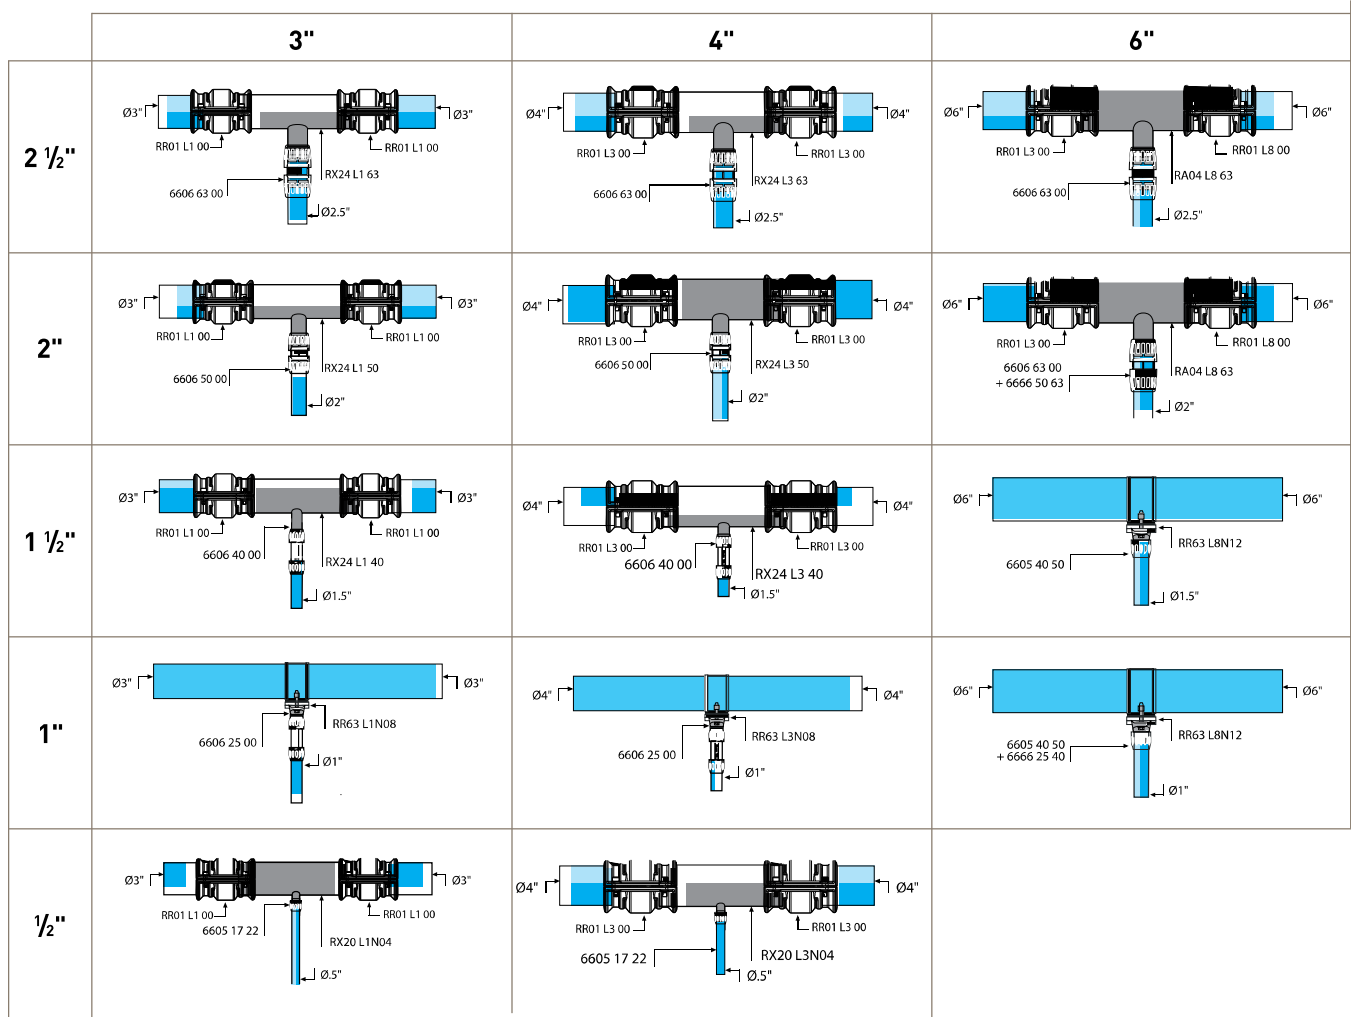 3"
4"
6"
2 ½"
Ø3"
Ø3"
RR01 L1 00
RR01 L1 00
RX24 L1 63
6606 63 00
Ø2.5"
Ø4"
Ø4"
RR01 L3 00
RR01 L3 00
RX24 L3 63
6606 63 00
Ø2.5"
Ø6"
Ø6"
RR01 L3 00
RR01 L8 00
RA04 L8 63
6606 63 00
Ø2.5"
2"
Ø3"
Ø3"
RR01 L1 00
RR01 L1 00
RX24 L1 50
6606 50 00
Ø2"
Ø4"
Ø4"
RR01 L3 00
RR01 L3 00
RX24 L3 50
6606 50 00
Ø2"
Ø6"
Ø6"
RR01 L3 00
RR01 L8 00
6606 63 00
+ 6666 50 63
RA04 L8 63
Ø2"
1 ½"
Ø3"
Ø3"
RR01 L1 00
RR01 L1 00
6606 40 00
RX24 L1 40
Ø1.5"
Ø4"
Ø4"
RR01 L3 00
RR01 L3 00
6606 40 00
RX24 L3 40
Ø1.5"
Ø6"
Ø6"
RR63 L8N12
6605 40 50
Ø1.5"
1"
Ø3"
Ø3"
RR63 L1N08
6606 25 00
Ø1"
Ø4"
Ø4"
RR63 L3N08
6606 25 00
Ø1"
Ø6"
Ø6"
RR63 L8N12
6605 40 50
+ 6666 25 40
Ø1"
½"
Ø3"
Ø3"
RR01 L1 00
RR01 L1 00
6605 17 22
RX20 L1N04
Ø.5"
Ø4"
Ø4"
RR01 L3 00
RR01 L3 00
6605 17 22
RX20 L3N04
Ø.5"